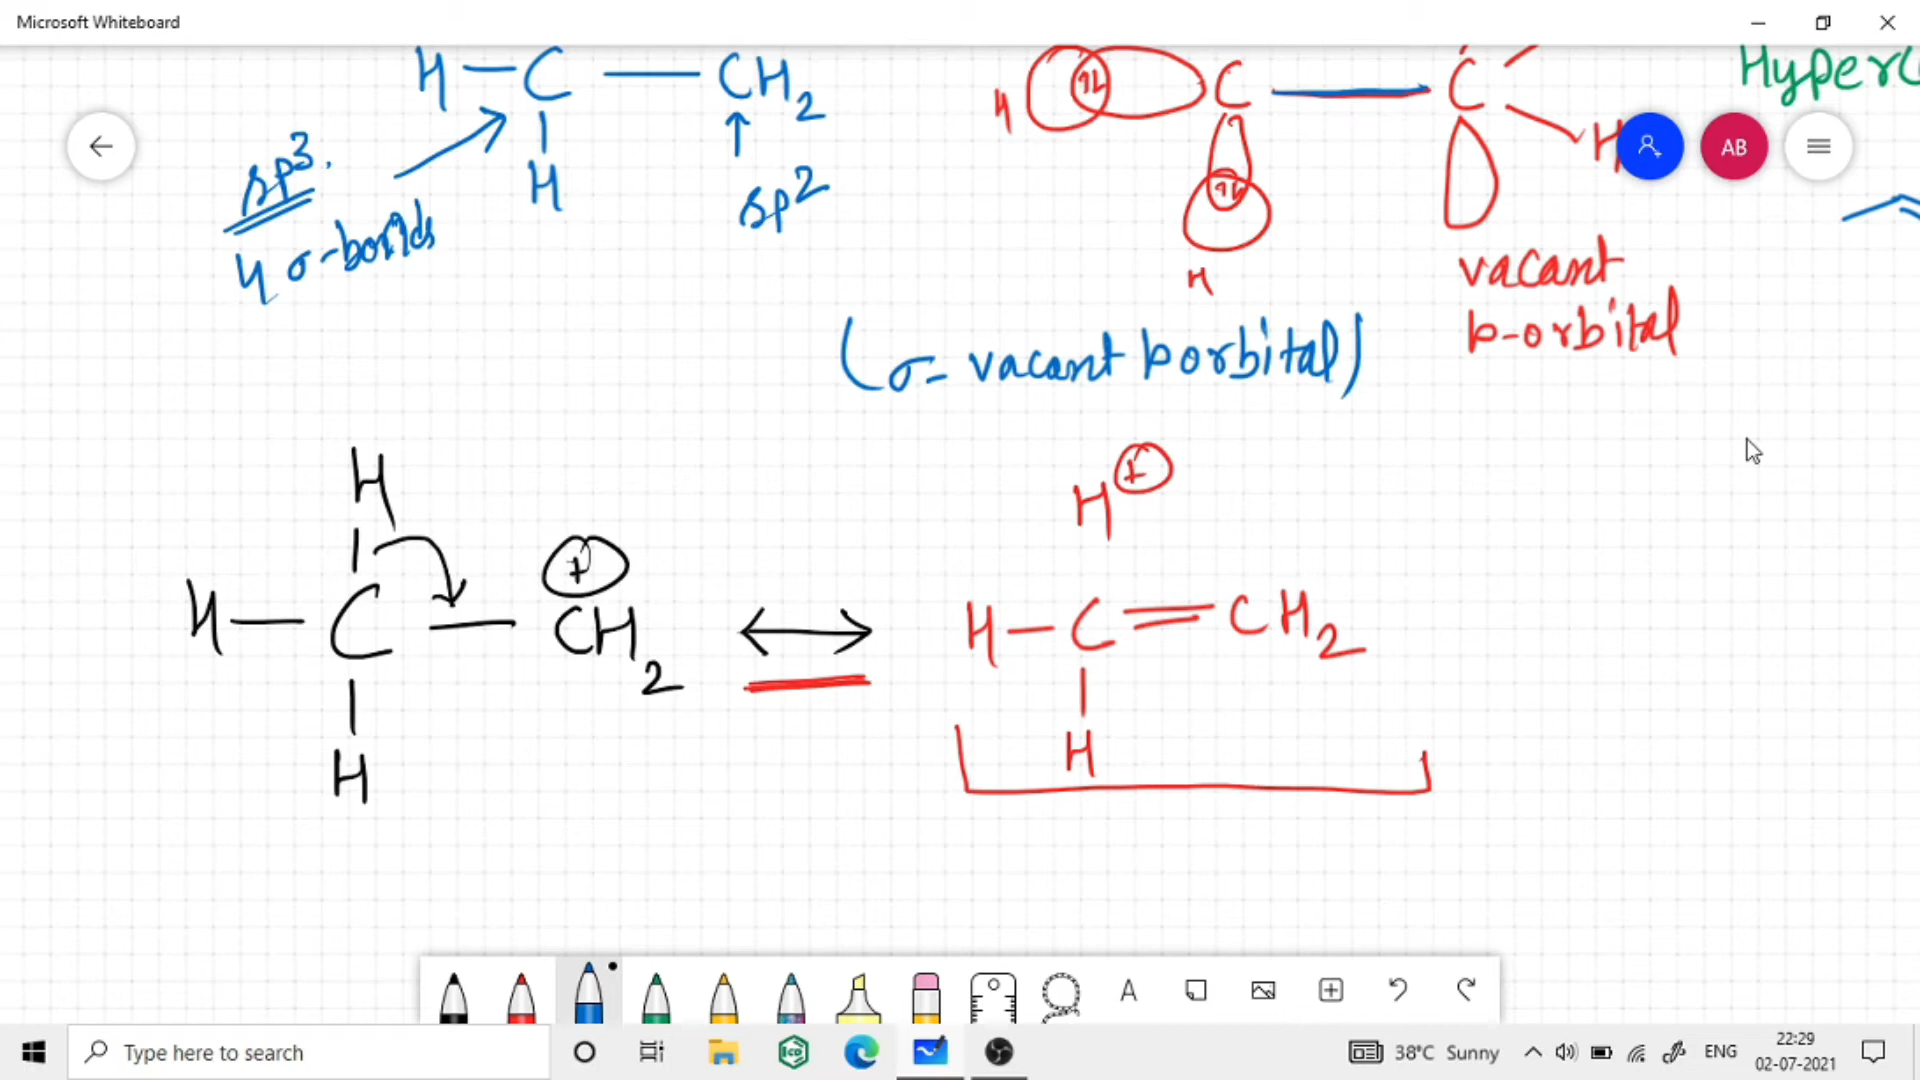 Microsoft Whiteboard
H — C — CH2
H
sp3.
4 σ-bonds
sp2
H
C — C
H
H
AB
vacant
p-orbital
(σ- vacant p orbital)
H
+
H — C — CH2
H
↔
H +
H — C = CH2
H
A
Type here to search
38°C Sunny
ENG
22:29
02-07-2021